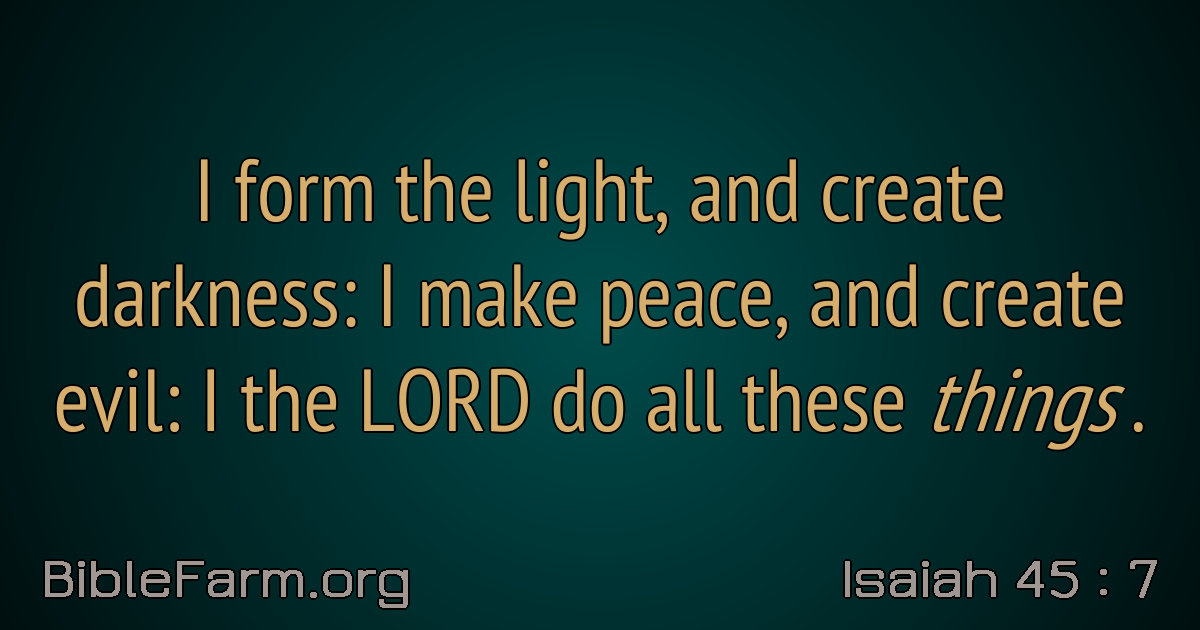 I form the light, and create
darkness: I make peace, and create
evil: I the LORD do all these things .
BibleFarm.org
Isaiah 45 : 7